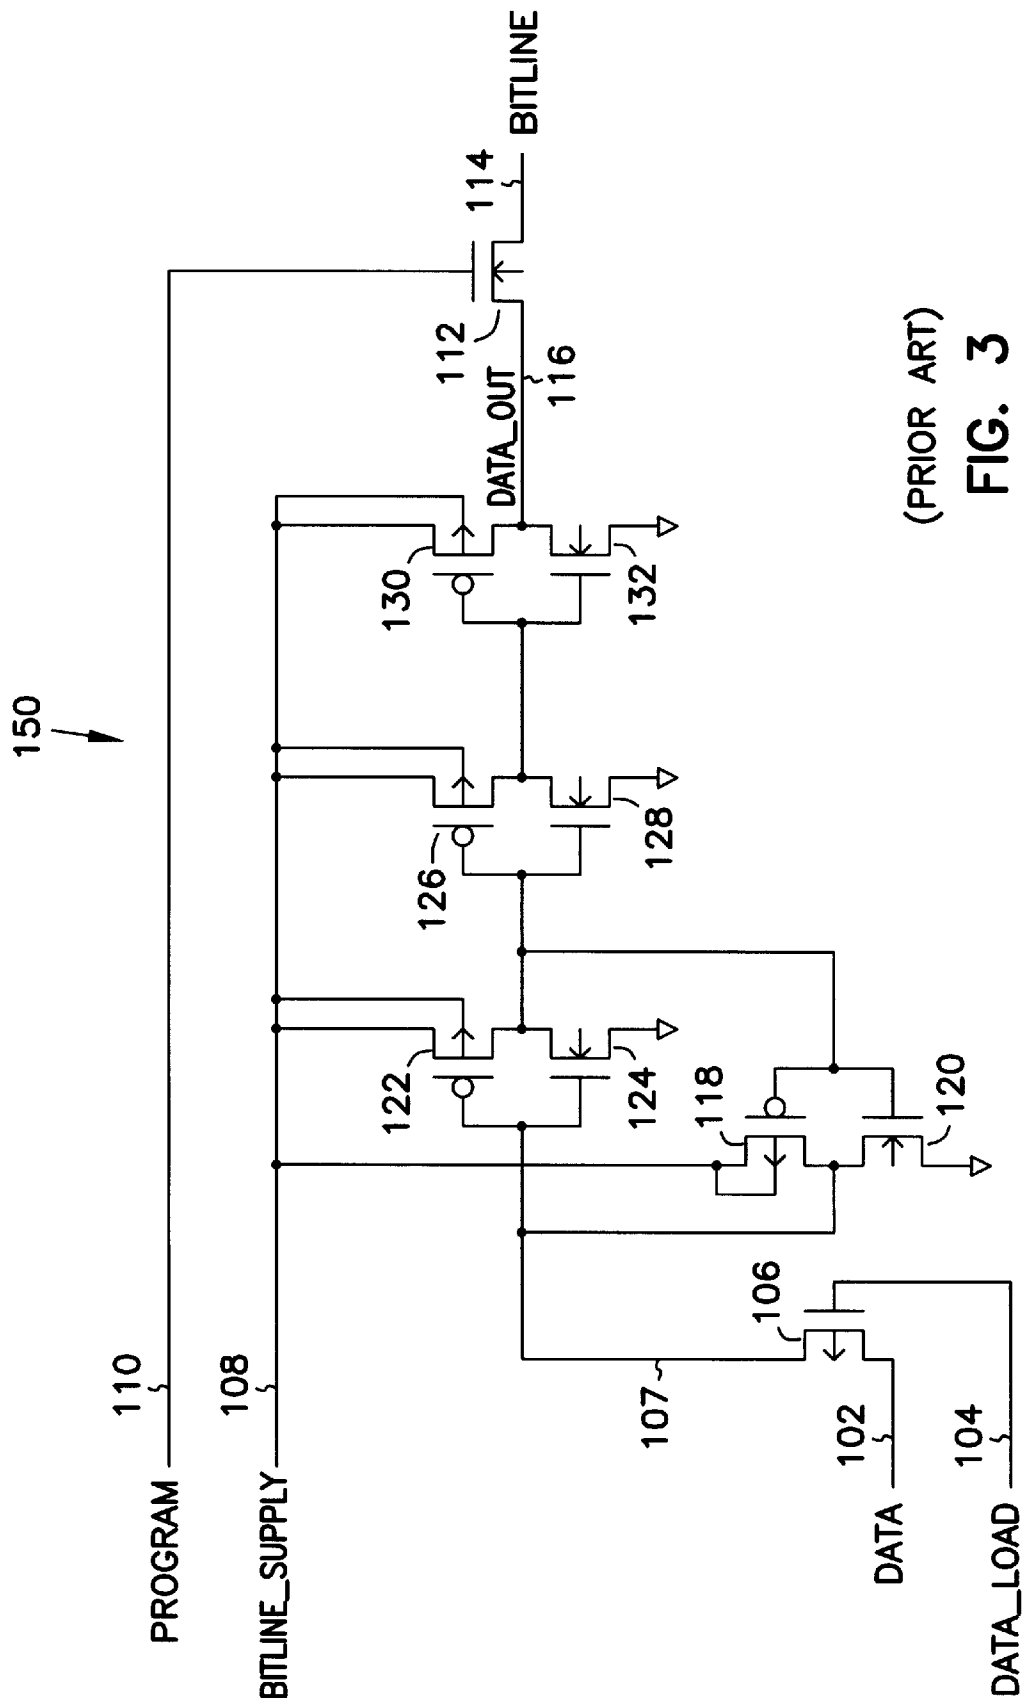 150
PROGRAM
110
BITLINE_SUPPLY
108
122
126
130
DATA_OUT
112
114
BITLINE
116
124
128
132
118
120
107
106
DATA
102
DATA_LOAD
104
(PRIOR ART)
FIG. 3